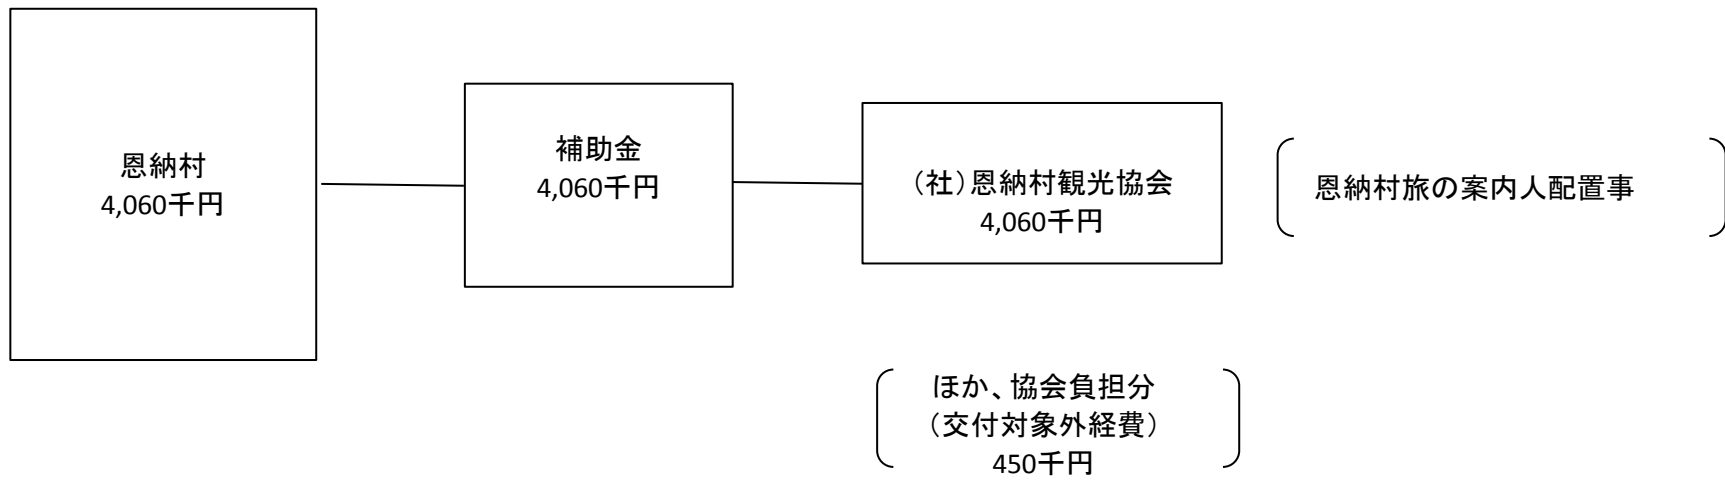 恩納村
4,060千円
補助金
4,060千円
（社）恩納村観光協会
4,060千円
恩納村旅の案内人配置事
ほか、協会負担分
（交付対象外経費）
450千円